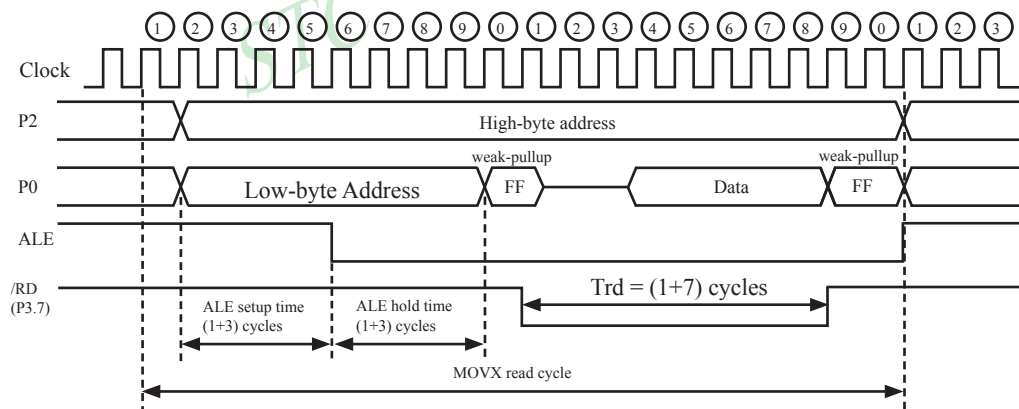 1 2 3 4 5 6 7 8 9 0 1 2 3 4 5 6 7 8 9 0 1 2 3
STC
Clock
P2
High-byte address
weak-pullup
weak-pullup
P0
Low-byte Address
FF
Data
FF
ALE
/RD
(P3.7)
Trd = (1+7) cycles
ALE setup time
(1+3) cycles
ALE hold time
(1+3) cycles
MOVX read cycle